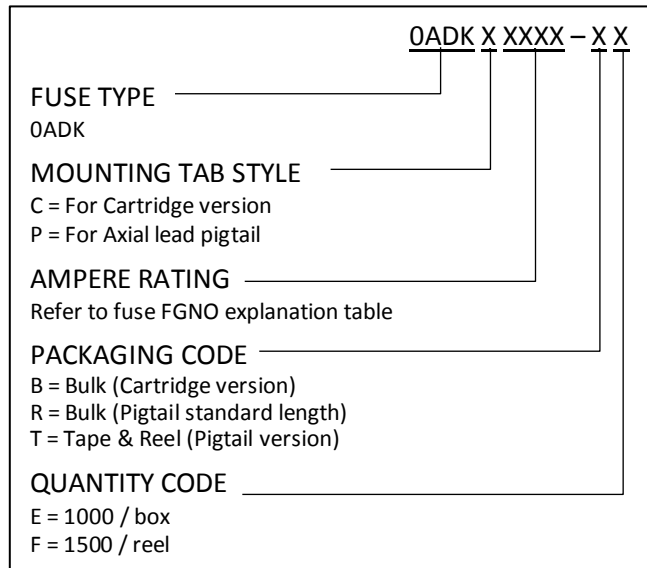 0ADK X XXXX – X X
FUSE TYPE
0ADK
MOUNTING TAB STYLE
C = For Cartridge version
P = For Axial lead pigtail
AMPERE RATING
Refer to fuse FGNO explanation table
PACKAGING CODE
B = Bulk (Cartridge version)
R = Bulk (Pigtail standard length)
T = Tape & Reel (Pigtail version)
QUANTITY CODE
E = 1000 / box
F = 1500 / reel